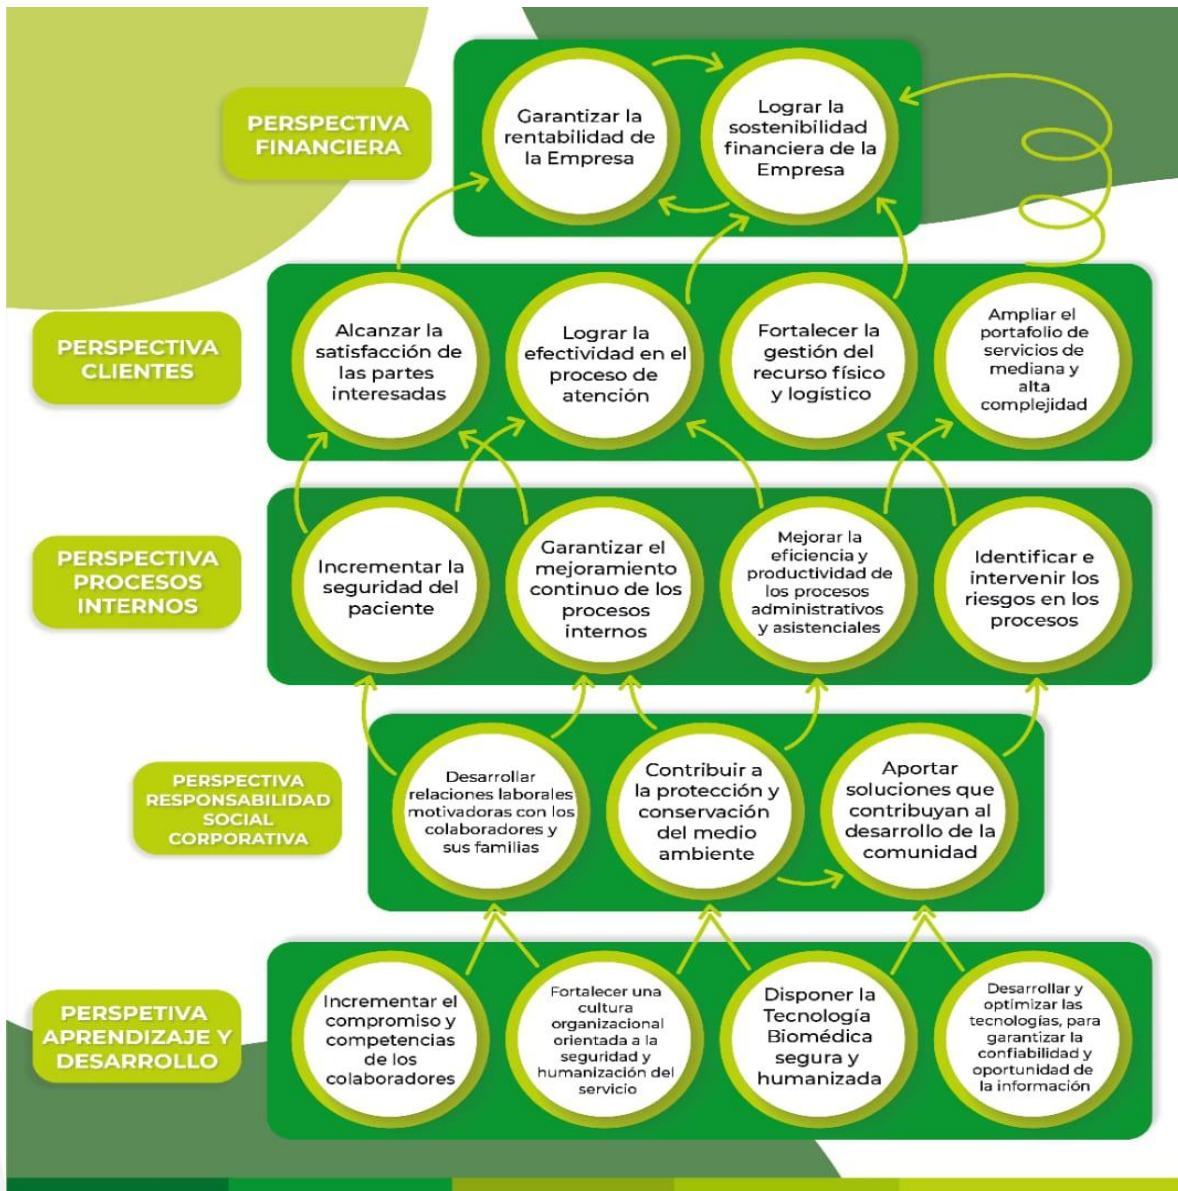 PERSPECTIVA
FINANCIERA
Garantizar la
rentabilidad de
la Empresa
Lograr la
sostenibilidad
financiera de la
Empresa
PERSPECTIVA
CLIENTES
Alcanzar la
satisfacción de
las partes
interesadas
Lograr la
efectividad en el
proceso de
atención
Fortalecer la
gestión del
recurso físico
y logístico
Ampliar el
portafolio de
servicios de
mediana y
alta
complejidad
PERSPECTIVA
PROCESOS
INTERNOS
Incrementar la
seguridad del
paciente
Garantizar el
mejoramiento
continuo de los
procesos
internos
Mejorar la
eficiencia y
productividad de
los procesos
administrativos
y asistenciales
Identificar e
intervenir los
riesgos en los
procesos
PERSPECTIVA
RESPONSABILIDAD
SOCIAL
CORPORATIVA
Desarrollar
relaciones laborales
motivadoras con los
colaboradores y
sus familias
Contribuir a
la protección y
conservación
del medio
ambiente
Aportar
soluciones que
contribuyan al
desarrollo de la
comunidad
PERSPETIVA
APRENDIZAJE Y
DESARROLLO
Incrementar el
compromiso y
competencias
de los
colaboradores
Fortalecer una
cultura
organizacional
orientada a la
seguridad y
humanización del
servicio
Disponer la
Tecnología
Biomédica
segura y
humanizada
Desarrollar y
optimizar las
tecnologías, para
garantizar la
confiabilidad y
oportunidad de
la información